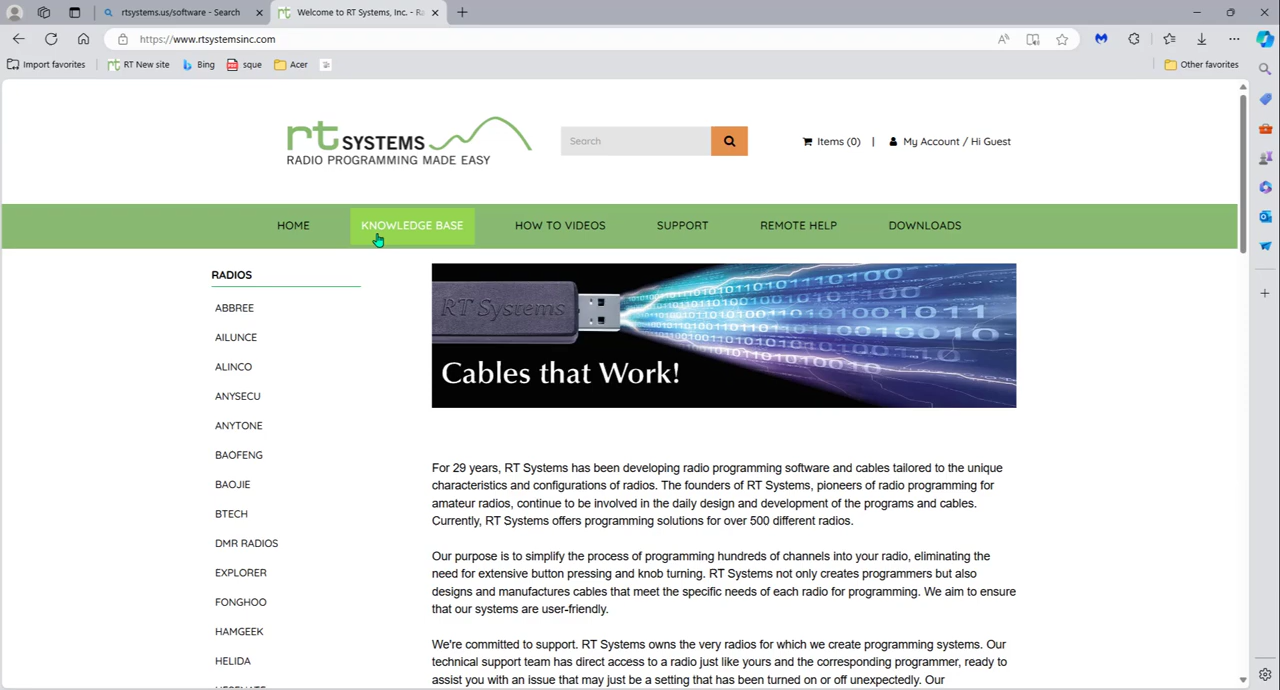 rtsystems.us/software - Search
Welcome to RT Systems, Inc. - Ra
https://www.rtsystemsinc.com
Import favorites
RT New site
Bing
sque
Acer
Other favorites
rt SYSTEMS
RADIO PROGRAMMING MADE EASY
Search
Items (0) | My Account / Hi Guest
HOME
KNOWLEDGE BASE
HOW TO VIDEOS
SUPPORT
REMOTE HELP
DOWNLOADS
RADIOS
ABBREE
AILUNCE
ALINCO
ANYSECU
ANYTONE
BAOFENG
BAOJIE
BTECH
DMR RADIOS
EXPLORER
FONGHOO
HAMGEEK
HELIDA
RT Systems
Cables that Work!
For 29 years, RT Systems has been developing radio programming software and cables tailored to the unique
characteristics and configurations of radios. The founders of RT Systems, pioneers of radio programming for
amateur radios, continue to be involved in the daily design and development of the programs and cables.
Currently, RT Systems offers programming solutions for over 500 different radios.
Our purpose is to simplify the process of programming hundreds of channels into your radio, eliminating the
need for extensive button pressing and knob turning. RT Systems not only creates programmers but also
designs and manufactures cables that meet the specific needs of each radio for programming. We aim to ensure
that our systems are user-friendly.
We're committed to support. RT Systems owns the very radios for which we create programming systems. Our
technical support team has direct access to a radio just like yours and the corresponding programmer, ready to
assist you with an issue that may just be a setting that has been turned on or off unexpectedly. Our